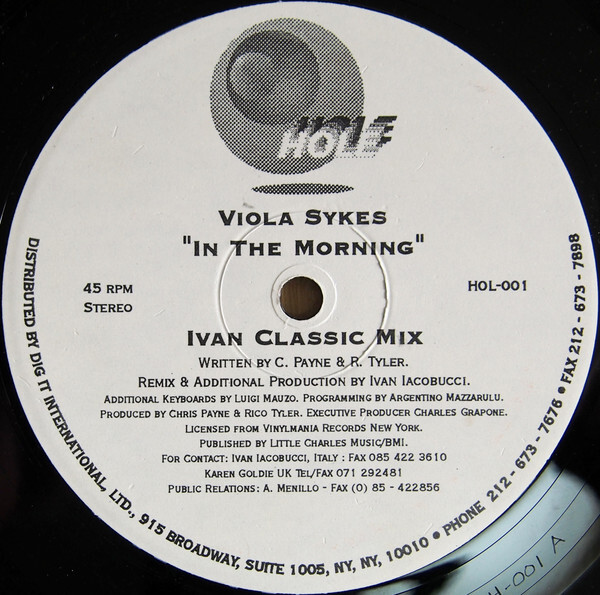 HOLE
Viola Sykes
"In The Morning"
45 RPM
Stereo
HOL-001
Ivan Classic Mix
Written by C. Payne & R. Tyler.
Remix & Additional Production by Ivan Iacobucci.
Additional Keyboards by Luigi Mauzo. Programming by Argentino Mazzarulu.
Produced by Chris Payne & Rico Tyler. Executive Producer Charles Grapone.
Licensed from Vinylmania Records New York.
Published by Little Charles Music/BMI.
For Contact: Ivan Iacobucci, Italy : Fax 085 422 3610
Karen Goldie UK Tel/Fax 071 292481
Public Relations: A. Menillo - Fax (0) 85 - 422856
DISTRIBUTED BY DIG IT INTERNATIONAL, LTD., 915 BROADWAY, SUITE 1005, NY, NY, 10010 • PHONE 212-673-7676 • FAX 212-673-7898
-001 A